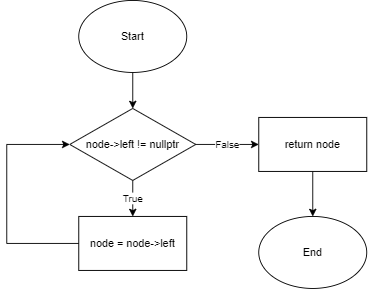 Start
node->left != nullptr
False
return node
True
node = node->left
End